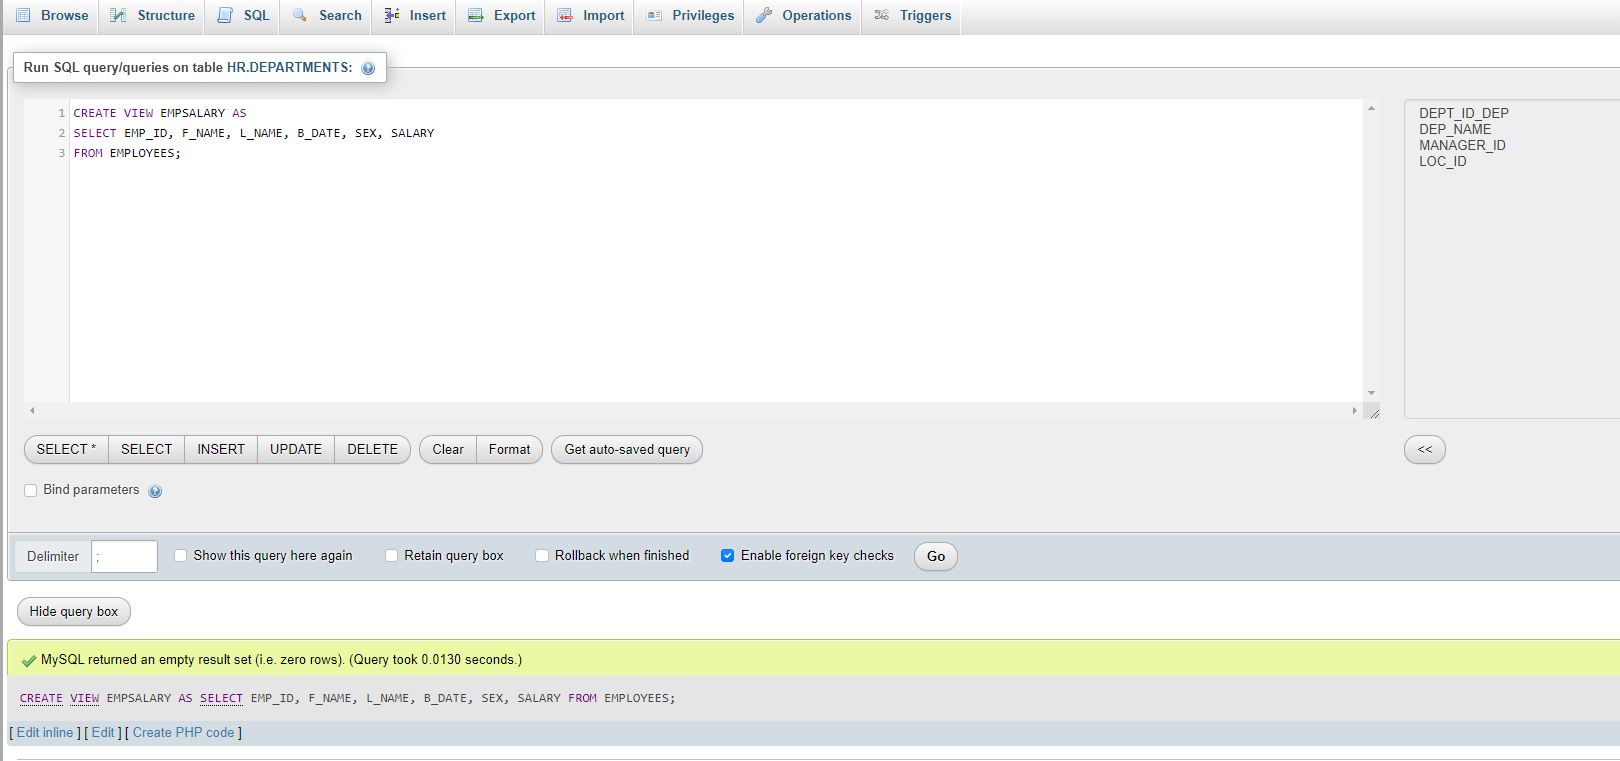 Browse Structure SQL Search Insert Export Import Privileges Operations Triggers
Run SQL query/queries on table HR.DEPARTMENTS:
1 CREATE VIEW EMPSALARY AS
2 SELECT EMP_ID, F_NAME, L_NAME, B_DATE, SEX, SALARY
3 FROM EMPLOYEES;
DEPT_ID_DEP
DEP_NAME
MANAGER_ID
LOC_ID
SELECT * SELECT INSERT UPDATE DELETE Clear Format Get auto-saved query <<
Bind parameters
Delimiter ; Show this query here again Retain query box Rollback when finished Enable foreign key checks Go
Hide query box
MySQL returned an empty result set (i.e. zero rows). (Query took 0.0130 seconds.)
CREATE VIEW EMPSALARY AS SELECT EMP_ID, F_NAME, L_NAME, B_DATE, SEX, SALARY FROM EMPLOYEES;
[ Edit inline ] [ Edit ] [ Create PHP code ]